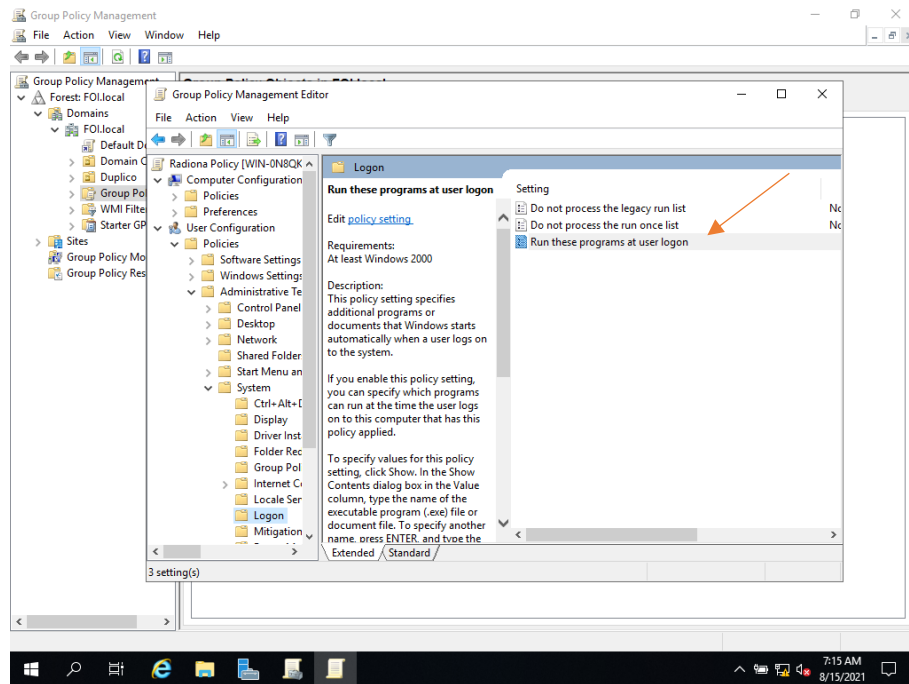 Group Policy Management
File Action View Window Help
Group Policy Management
Forest: FOI.local
Domains
FOI.local
Default Do
Domain C
Duplico
Group Pol
WMI Filte
Starter GP
Sites
Group Policy Mo
Group Policy Res
Group Policy Management Editor
File Action View Help
Radiona Policy [WIN-0N8QK
Computer Configuration
Policies
Preferences
User Configuration
Policies
Software Settings
Windows Settings
Administrative Te
Control Panel
Desktop
Network
Shared Folder
Start Menu an
System
Ctrl+Alt+D
Display
Driver Inst
Folder Red
Group Pol
Internet Co
Locale Ser
Logon
Mitigation
Logon
Run these programs at user logon
Edit policy setting
Requirements:
At least Windows 2000
Description:
This policy setting specifies
additional programs or
documents that Windows starts
automatically when a user logs on
to the system.
If you enable this policy setting,
you can specify which programs
can run at the time the user logs
on to this computer that has this
policy applied.
To specify values for this policy
setting, click Show. In the Show
Contents dialog box in the Value
column, type the name of the
executable program (.exe) file or
document file. To specify another
name, press ENTER, and type the
Setting
Do not process the legacy run list No
Do not process the run once list No
Run these programs at user logon
Extended Standard
3 setting(s)
7:15 AM
8/15/2021